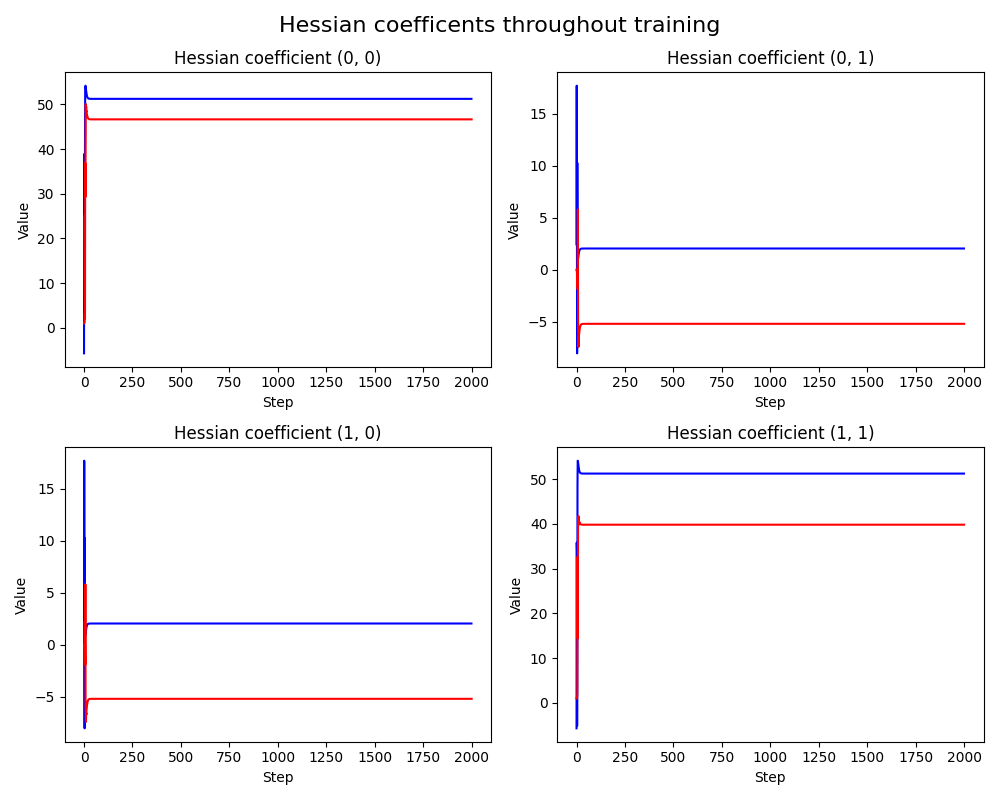 Hessian coefficents throughout training
Hessian coefficient (0, 0)
Value
50
40
30
20
10
0
0 250 500 750 1000 1250 1500 1750 2000
Step
Hessian coefficient (0, 1)
Value
15
10
5
0
−5
0 250 500 750 1000 1250 1500 1750 2000
Step
Hessian coefficient (1, 0)
Value
15
10
5
0
−5
0 250 500 750 1000 1250 1500 1750 2000
Step
Hessian coefficient (1, 1)
Value
50
40
30
20
10
0
0 250 500 750 1000 1250 1500 1750 2000
Step